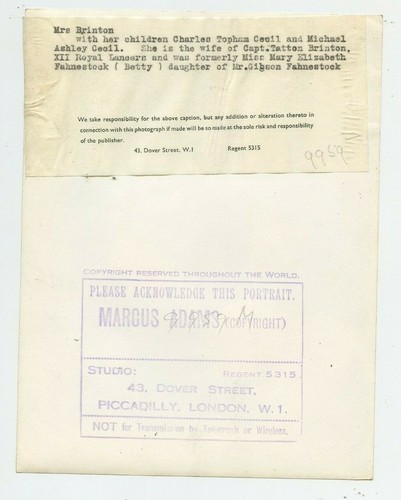 Mrs Brinton
with her children Charles Topham Cecil and Michael
Ashley Cecil. She is the wife of Capt.Tatton Brinton,
XII Royal Lancers and was formerly Miss Mary Elizabeth
Fahnestock ( Betty ) daughter of Mr.Gibson Fahnestock
We take responsibility for the above caption, but any addition or alteration thereto in
connection with this photograph if made will be so made at the sole risk and responsibility
of the publisher.
43, Dover Street, W.1 Regent 5315
9959
COPYRIGHT RESERVED THROUGHOUT THE WORLD.
PLEASE ACKNOWLEDGE THIS PORTRAIT.
MARCUS ADAMS (COPYRIGHT)
9959 M
STUDIO: REGENT 5315
43, DOVER STREET,
PICCADILLY, LONDON, W.1.
NOT for Transmission by Telegraph or Wireless.